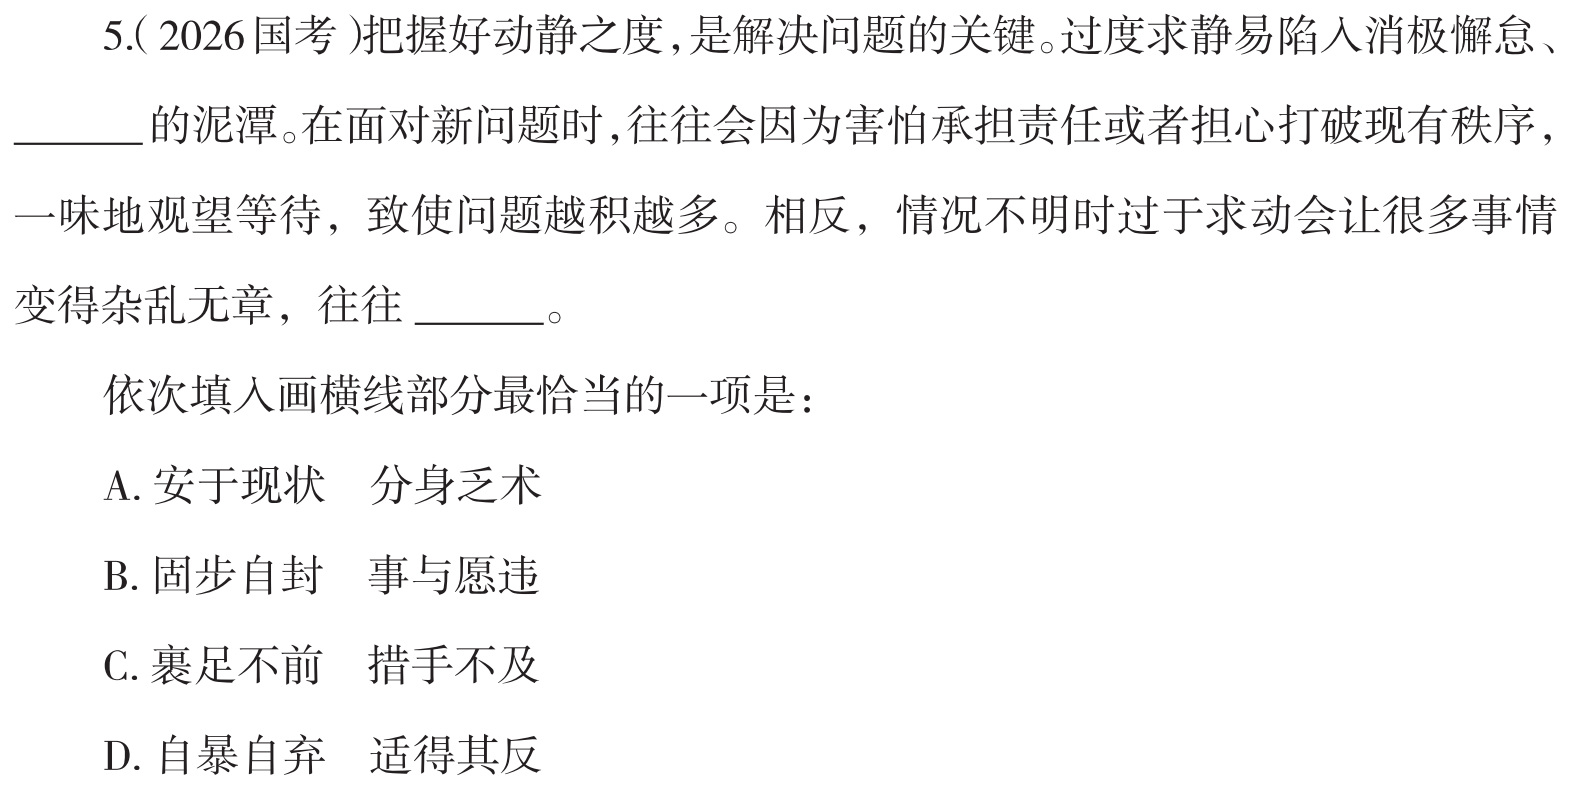 5.( 2026国考 )把握好动静之度,是解决问题的关键。过度求静易陷入消极懈怠、
______的泥潭。在面对新问题时,往往会因为害怕承担责任或者担心打破现有秩序,
一味地观望等待，致使问题越积越多。相反，情况不明时过于求动会让很多事情
变得杂乱无章，往往 ______。
依次填入画横线部分最恰当的一项是：
A. 安于现状　分身乏术
B. 固步自封　事与愿违
C. 裹足不前　措手不及
D. 自暴自弃　适得其反